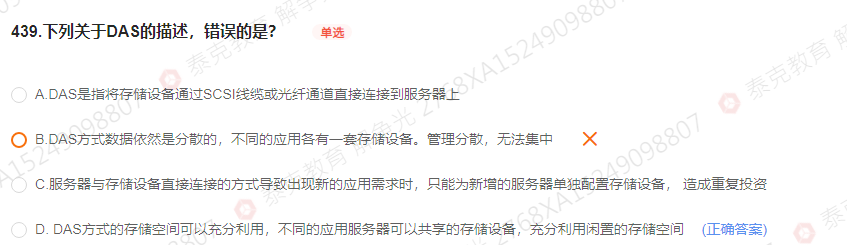 439.下列关于DAS的描述，错误的是? 单选
A.DAS是指将存储设备通过SCSI线缆或光纤通道直接连接到服务器上
B.DAS方式数据依然是分散的，不同的应用各有一套存储设备。管理分散，无法集中
C.服务器与存储设备直接连接的方式导致出现新的应用需求时，只能为新增的服务器单独配置存储设备， 造成重复投资
D. DAS方式的存储空间可以充分利用，不同的应用服务器可以共享的存储设备，充分利用闲置的存储空间 (正确答案)